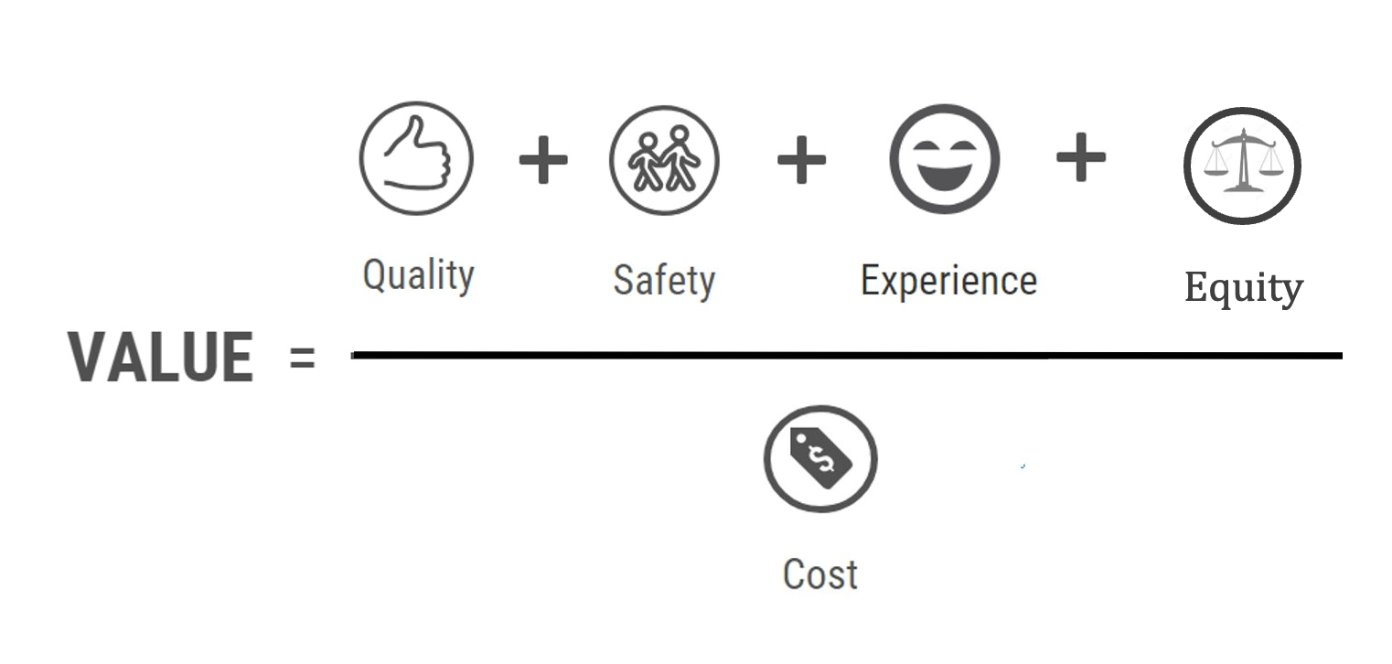 Quality + Safety + Experience + Equity
VALUE =
$
Cost